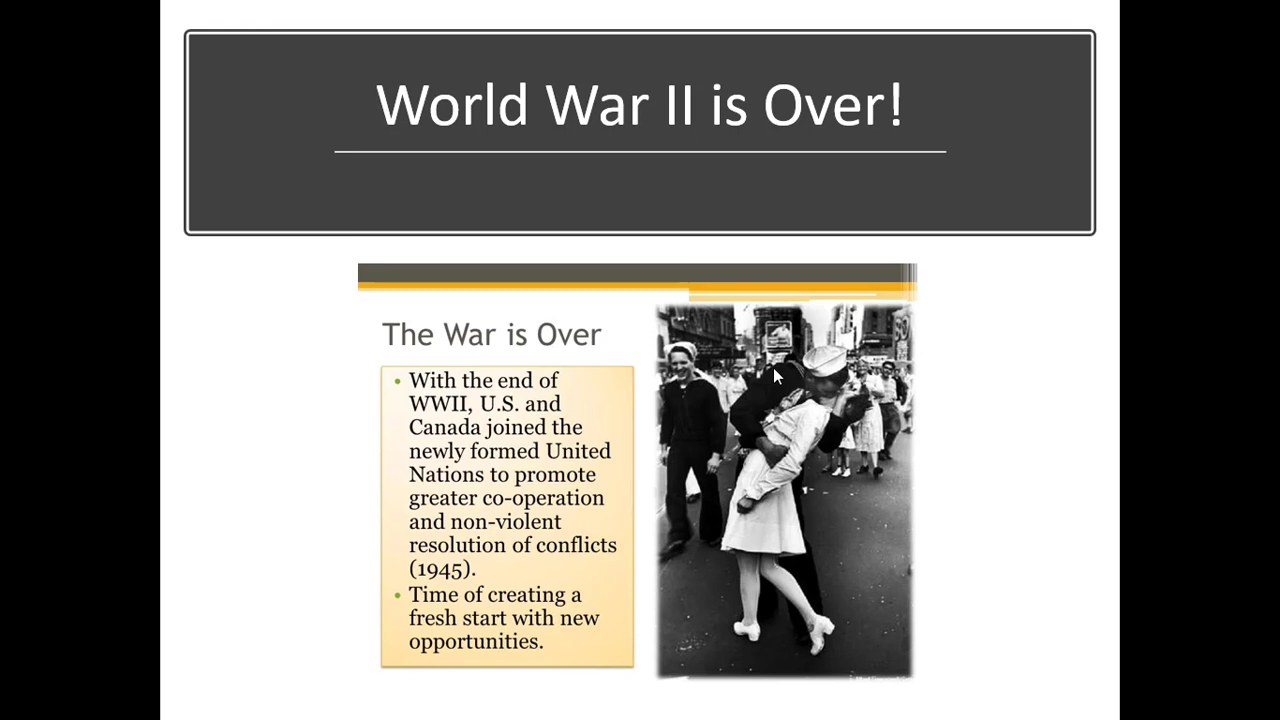 World War II is Over!
The War is Over
• With the end of
WWII, U.S. and
Canada joined the
newly formed United
Nations to promote
greater co-operation
and non-violent
resolution of conflicts
(1945).
• Time of creating a
fresh start with new
opportunities.